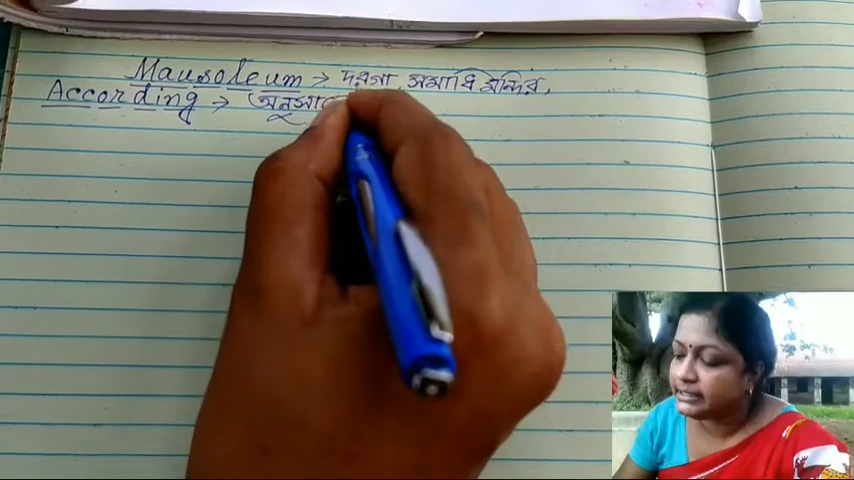 Mausoleum → দরগা, সমাধি মন্দির,
According →